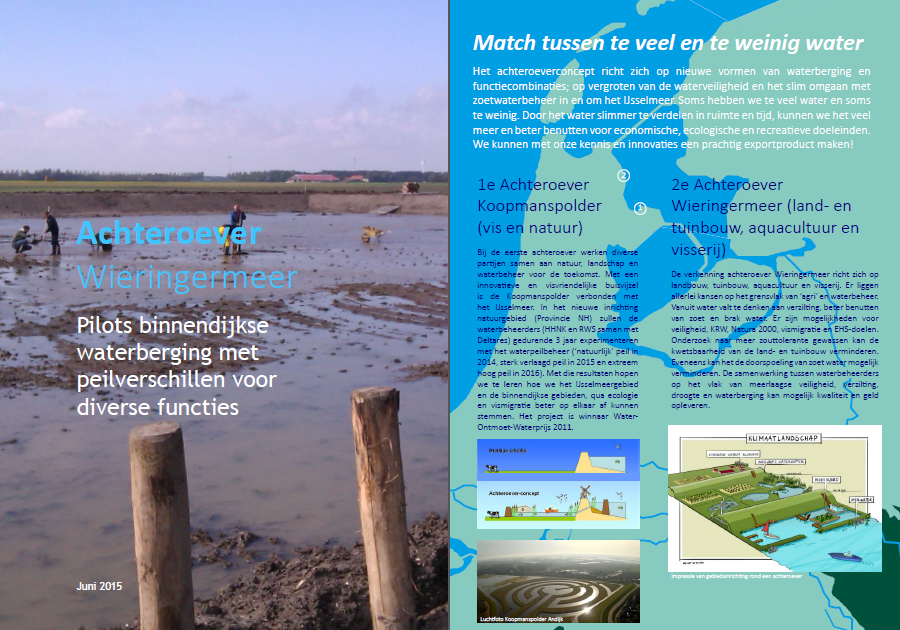 Achteroever
Wieringermeer
Pilots binnendijkse
waterberging met
peilverschillen voor
diverse functies
Juni 2015
Match tussen te veel en te weinig water
Het achteroeverconcept richt zich op nieuwe vormen van waterberging en
functiecombinaties; op vergroten van de waterveiligheid en het slim omgaan met
zoetwaterbeheer in en om het IJsselmeer. Soms hebben we te veel water en soms
te weinig. Door het water slimmer te verdelen in ruimte en tijd, kunnen we het veel
meer en beter benutten voor economische, ecologische en recreatieve doeleinden.
We kunnen met onze kennis en innovaties een prachtig exportproduct maken!
2
1
1e Achteroever
Koopmanspolder
(vis en natuur)
Bij de eerste achteroever werken diverse
partijen samen aan natuur, landschap en
waterbeheer voor de toekomst. Met een
innovatieve en visvriendelijke buisvijzel
is de Koopmanspolder verbonden met
het IJsselmeer. In het nieuwe inrichting
natuurgebied (Provincie NH) zullen de
waterbeheerders (HHNK en RWS samen met
Deltares) gedurende 3 jaar experimenteren
met het waterpeilbeheer ('natuurlijk' peil in
2014, sterk verlaagd peil in 2015 en extreem
hoog peil in 2016). Met die resultaten hopen
we te leren hoe we het IJsselmeergebied
en de binnendijkse gebieden, qua ecologie
en vismigratie beter op elkaar af kunnen
stemmen. Het project is winnaar Water-
Ontmoet-Waterprijs 2011.
Achteroever-concept
Luchtfoto Koopmanspolder Andijk
2e Achteroever
Wieringermeer (land- en
tuinbouw, aquacultuur en
visserij)
De verkenning achteroever Wieringermeer richt zich op
landbouw, tuinbouw, aquacultuur en visserij. Er liggen
allerlei kansen op het grensvlak van 'agri' en waterbeheer.
Vanuit water valt te denken aan verzilting, beter benutten
van zoet en brak water. Er zijn mogelijkheden voor
veiligheid, KRW, Natura 2000, vismigratie en EHS-doelen.
Onderzoek naar meer zouttolerante gewassen kan de
kwetsbaarheid van de land- en tuinbouw verminderen.
Eveneens kan het de doorspoeling van zoet water mogelijk
verminderen. De samenwerking tussen waterbeheerders
op het vlak van meerlaagse veiligheid, verzilting,
droogte en waterberging kan mogelijk kwaliteit en geld
opleveren.
KLIMAATLANDSCHAP
Impressie van gebiedsinrichting rond een achteroever